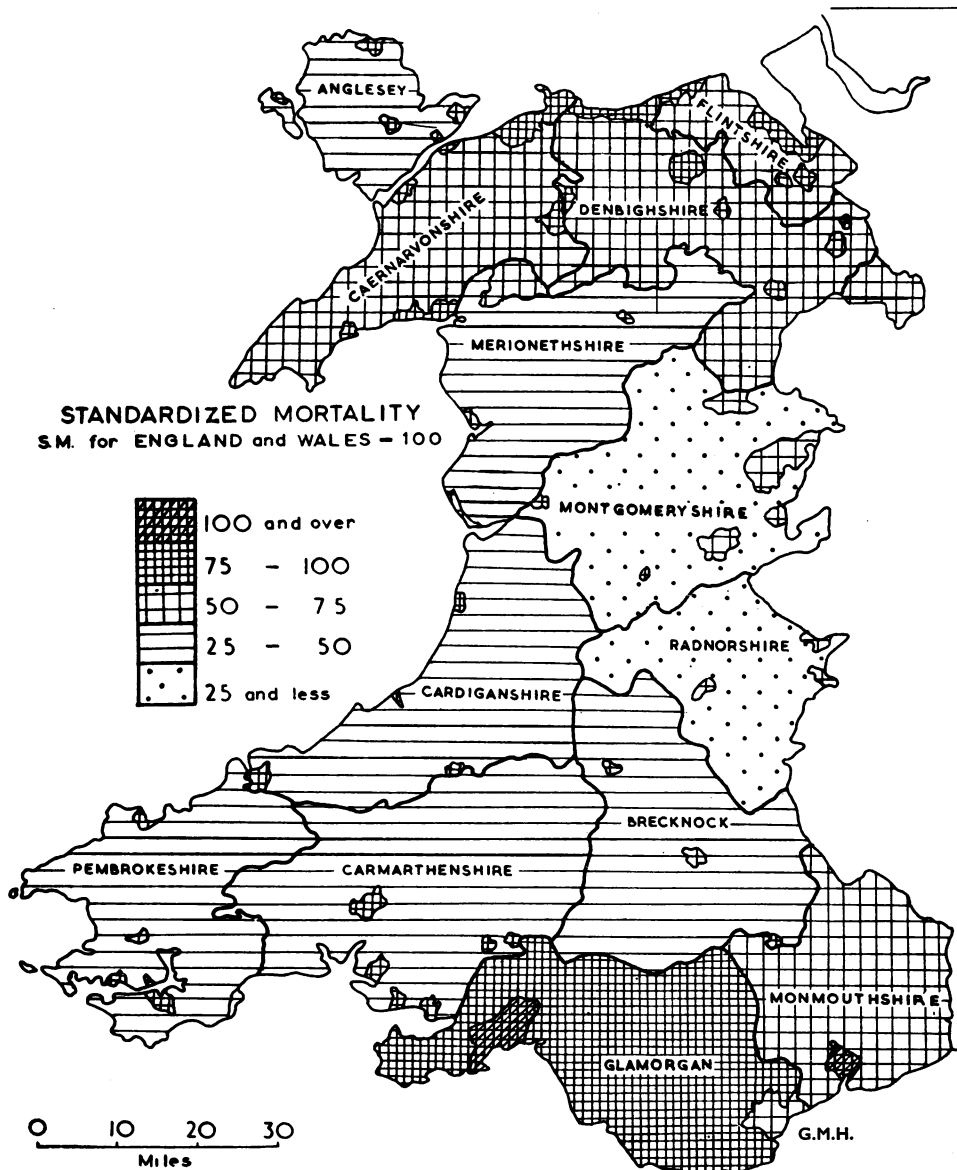 ANGLESEY
FLINTSHIRE
DENBIGHSHIRE
CAERNARVONSHIRE
MERIONETHSHIRE
STANDARDIZED MORTALITY
S.M. for ENGLAND and WALES – 100
100 and over
75 – 100
50 – 75
25 – 50
25 and less
MONTGOMERYSHIRE
RADNORSHIRE
CARDIGANSHIRE
BRECKNOCK
PEMBROKESHIRE
CARMARTHENSHIRE
MONMOUTHSHIRE
GLAMORGAN
G.M.H.
0 10 20 30
Miles